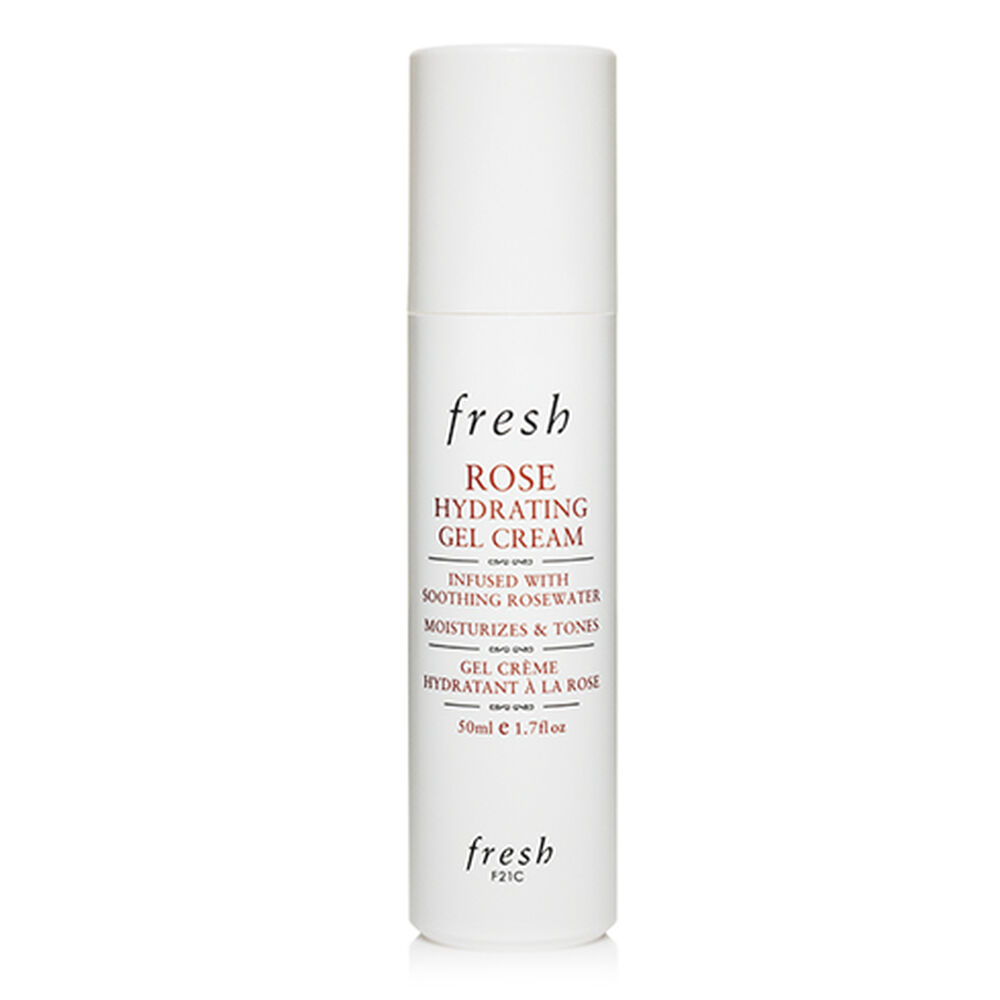 fresh
ROSE
HYDRATING
GEL CREAM
INFUSED WITH
SOOTHING ROSEWATER
MOISTURIZES & TONES
GEL CRÈME
HYDRATANT À LA ROSE
50ml e 1.7fl oz
fresh
F21C